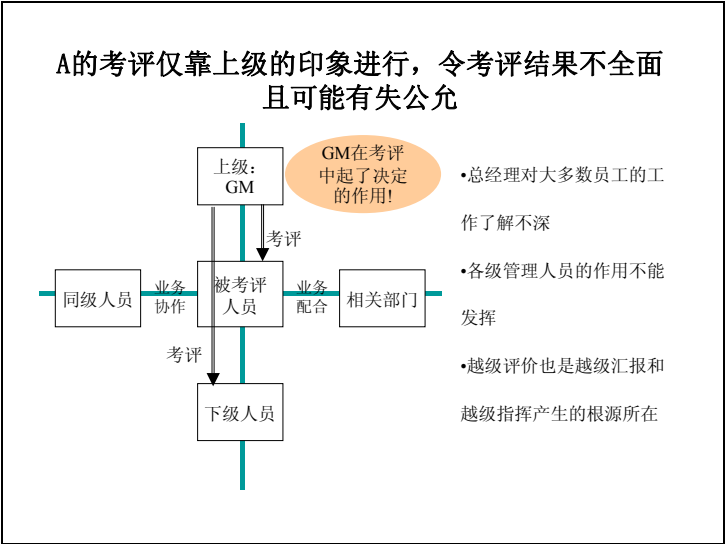 A的考评仅靠上级的印象进行，令考评结果不全面
且可能有失公允
上级：
GM
GM在考评
中起了决定
的作用!
考评
同级人员
业务
协作
被考评
人员
业务
配合
相关部门
考评
下级人员
•总经理对大多数员工的工
作了解不深
•各级管理人员的作用不能
发挥
•越级评价也是越级汇报和
越级指挥产生的根源所在